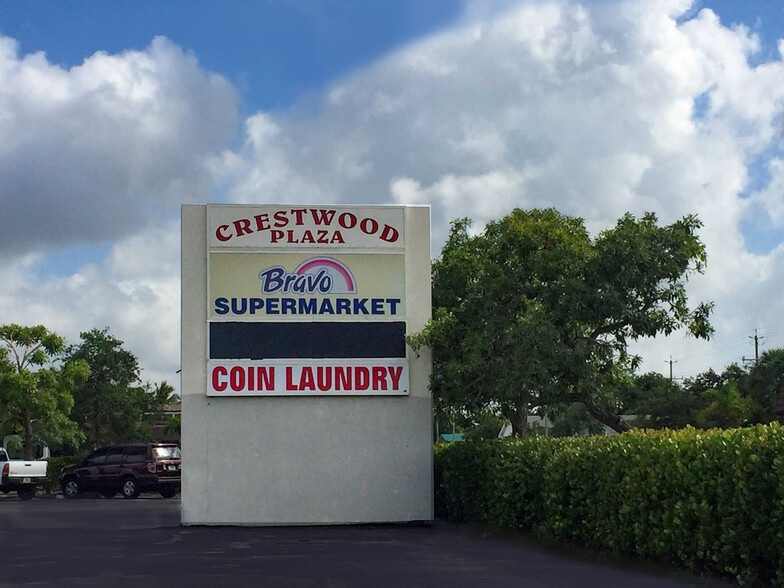 CRESTWOOD
PLAZA
Bravo
SUPERMARKET
COIN LAUNDRY